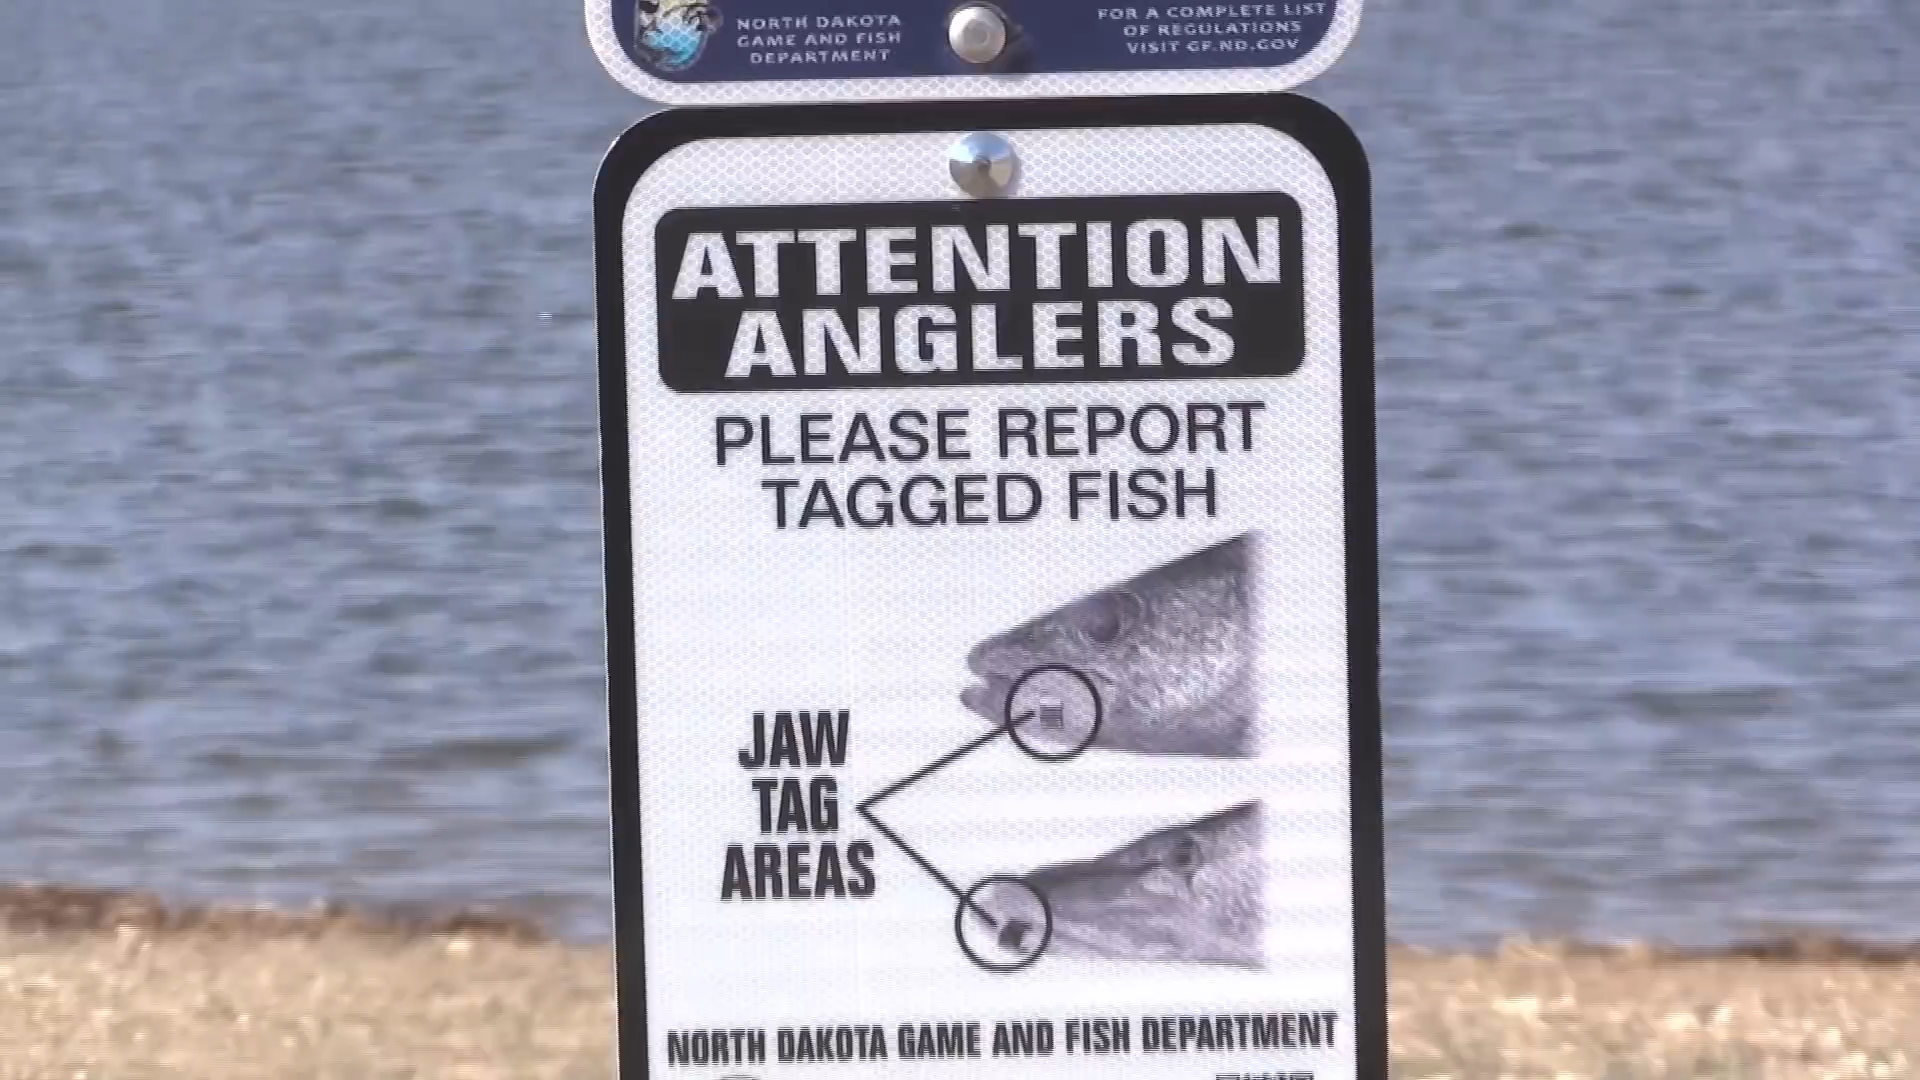 NORTH DAKOTA
GAME AND FISH
DEPARTMENT
FOR A COMPLETE LIST
OF REGULATIONS
VISIT GF.ND.GOV
ATTENTION
ANGLERS
PLEASE REPORT
TAGGED FISH
JAW
TAG
AREAS
NORTH DAKOTA GAME AND FISH DEPARTMENT